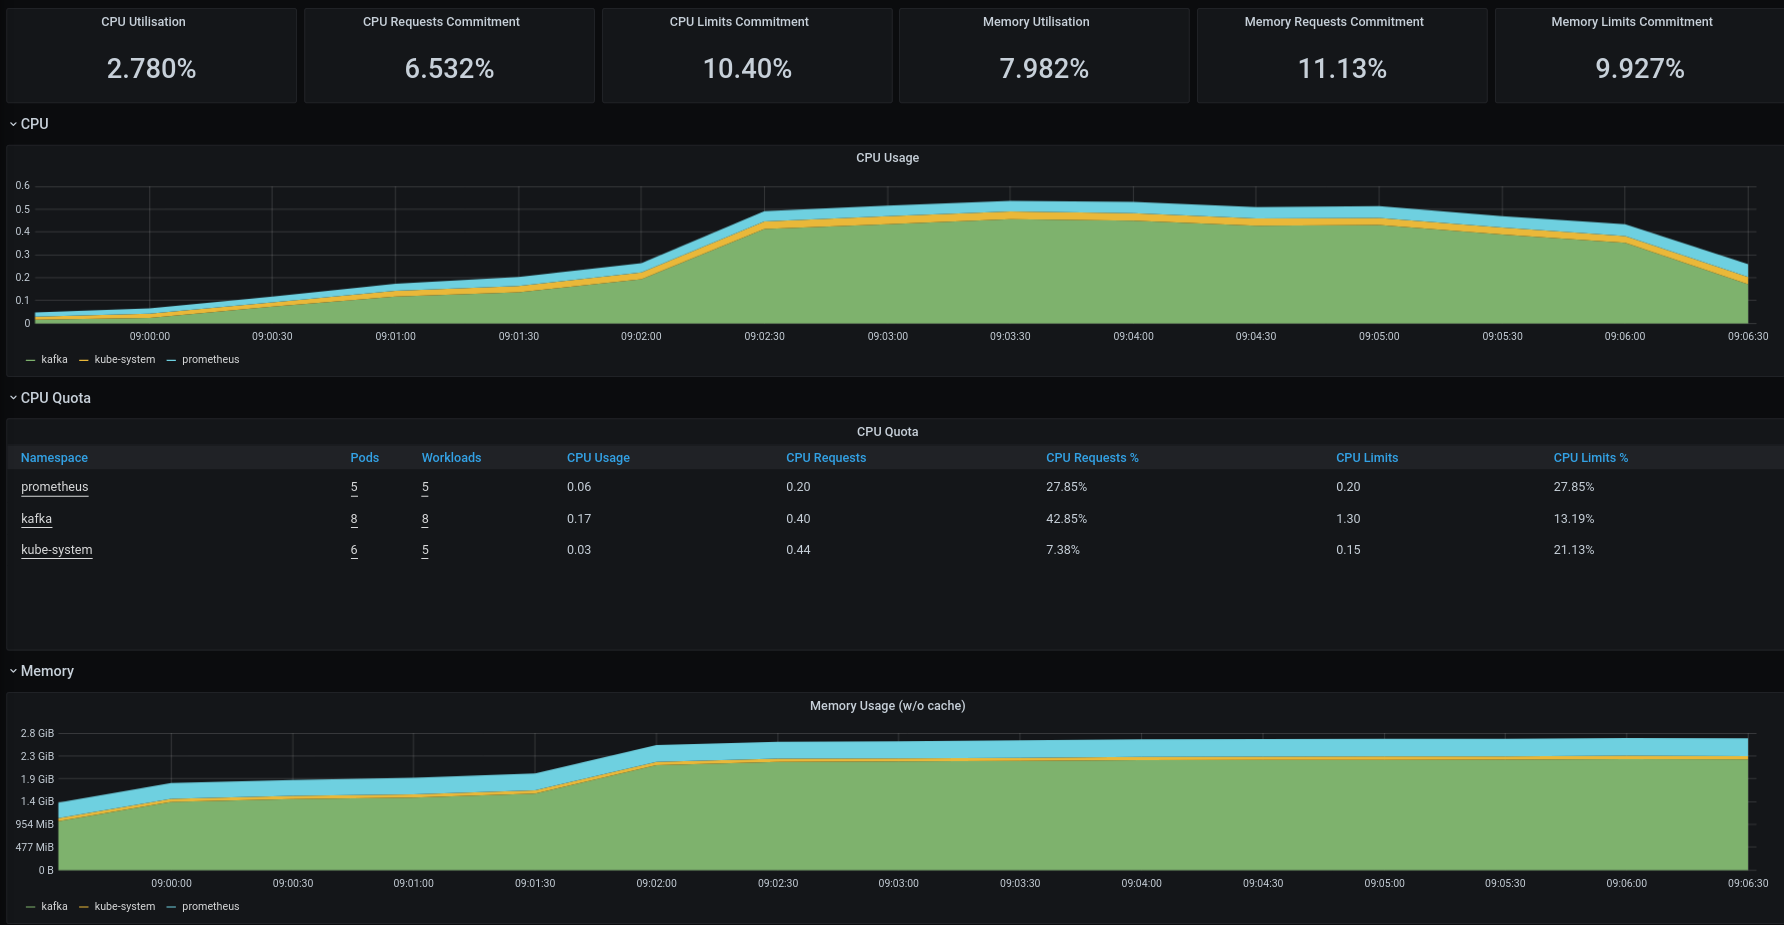 CPU Utilisation CPU Requests Commitment CPU Limits Commitment Memory Utilisation Memory Requests Commitment Memory Limits Commitment
2.780% 6.532% 10.40% 7.982% 11.13% 9.927%
CPU
CPU Usage
0.6
0.5
0.4
0.3
0.2
0.1
0
09:00:00 09:00:30 09:01:00 09:01:30 09:02:00 09:02:30 09:03:00 09:03:30 09:04:00 09:04:30 09:05:00 09:05:30 09:06:00 09:06:30
kafka kube-system prometheus
CPU Quota
CPU Quota
Namespace Pods Workloads CPU Usage CPU Requests CPU Requests % CPU Limits CPU Limits %
prometheus 5 5 0.06 0.20 27.85% 0.20 27.85%
kafka 8 8 0.17 0.40 42.85% 1.30 13.19%
kube-system 6 5 0.03 0.44 7.38% 0.15 21.13%
Memory
Memory Usage (w/o cache)
2.8 GiB
2.3 GiB
1.9 GiB
1.4 GiB
954 MiB
477 MiB
0 B
09:00:00 09:00:30 09:01:00 09:01:30 09:02:00 09:02:30 09:03:00 09:03:30 09:04:00 09:04:30 09:05:00 09:05:30 09:06:00 09:06:30
kafka kube-system prometheus